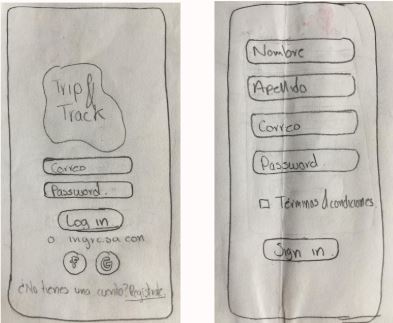 Trip &
Track
Correo
Password.
Log in
o ingresa con
f G
¿No tienes una cuenta? Regístrate.
Nombre
Apellido
Correo
Password.
Términos & condiciones
Sign in.